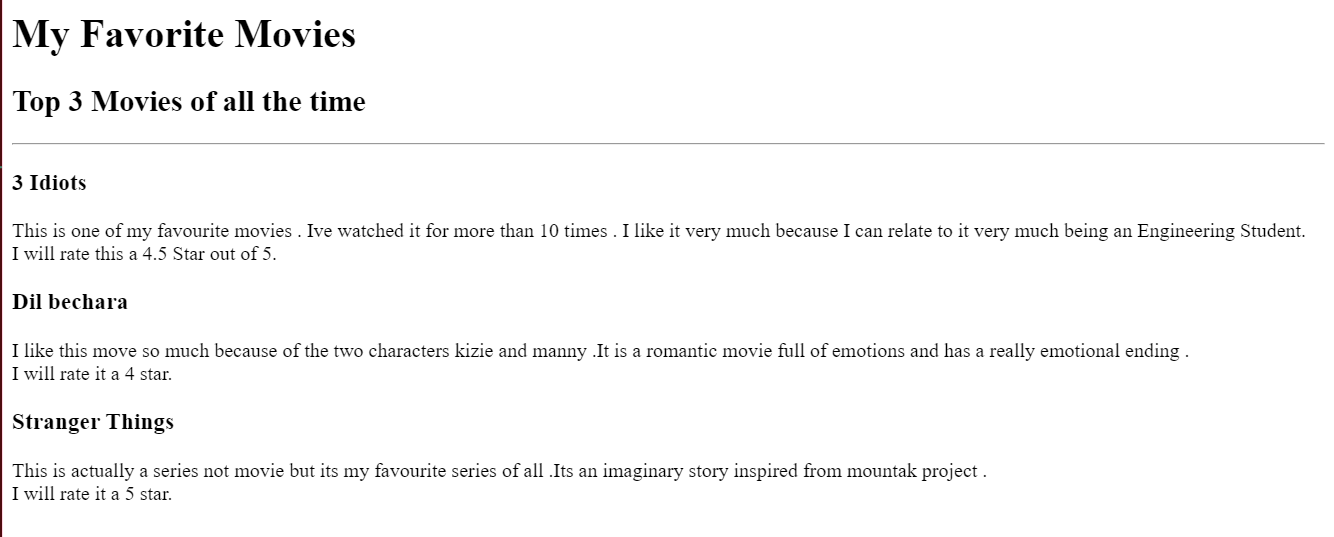 My Favorite Movies
Top 3 Movies of all the time
3 Idiots
This is one of my favourite movies . Ive watched it for more than 10 times . I like it very much because I can relate to it very much being an Engineering Student.
I will rate this a 4.5 Star out of 5.
Dil bechara
I like this move so much because of the two characters kizie and manny .It is a romantic movie full of emotions and has a really emotional ending .
I will rate it a 4 star.
Stranger Things
This is actually a series not movie but its my favourite series of all .Its an imaginary story inspired from mountak project .
I will rate it a 5 star.